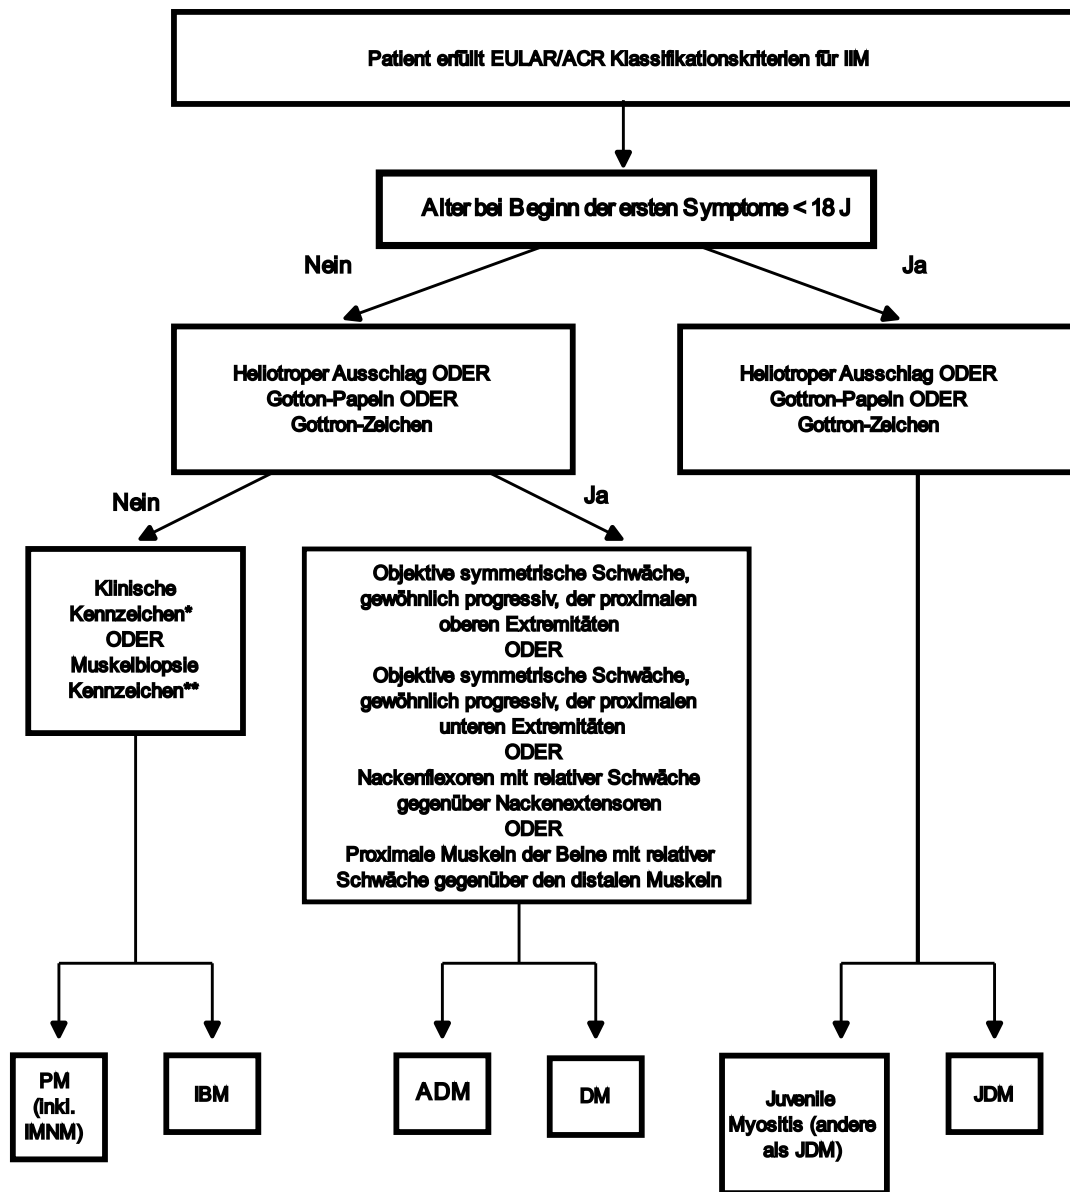 Patient erfüllt EULAR/ACR Klassifikationskriterien für IIM
Alter bei Beginn der ersten Symptome < 18 J
Nein
Ja
Heliotroper Ausschlag ODER
Gotton-Papeln ODER
Gottron-Zeichen
Heliotroper Ausschlag ODER
Gottron-Papeln ODER
Gottron-Zeichen
Nein
Ja
Klinische
Kennzeichen*
ODER
Muskelbiopsie
Kennzeichen**
Objektive symmetrische Schwäche,
gewöhnlich progressiv, der proximalen
oberen Extremitäten
ODER
Objektive symmetrische Schwäche,
gewöhnlich progressiv, der proximalen
unteren Extremitäten
ODER
Nackenflexoren mit relativer Schwäche
gegenüber Nackenextensoren
ODER
Proximale Muskeln der Beine mit relativer
Schwäche gegenüber den distalen Muskeln
PM
(inkl.
IMNM)
IBM
ADM
DM
Juvenile
Myositis (andere
als JDM)
JDM